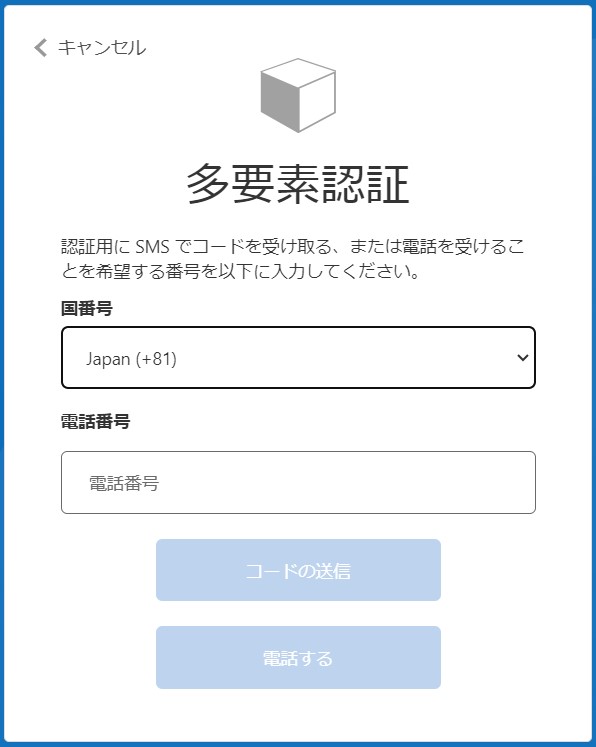 キャンセル
多要素認証
認証用に SMS でコードを受け取る、または電話を受けるこ
とを希望する番号を以下に入力してください。
国番号
Japan (+81)
電話番号
電話番号
コードの送信
電話する